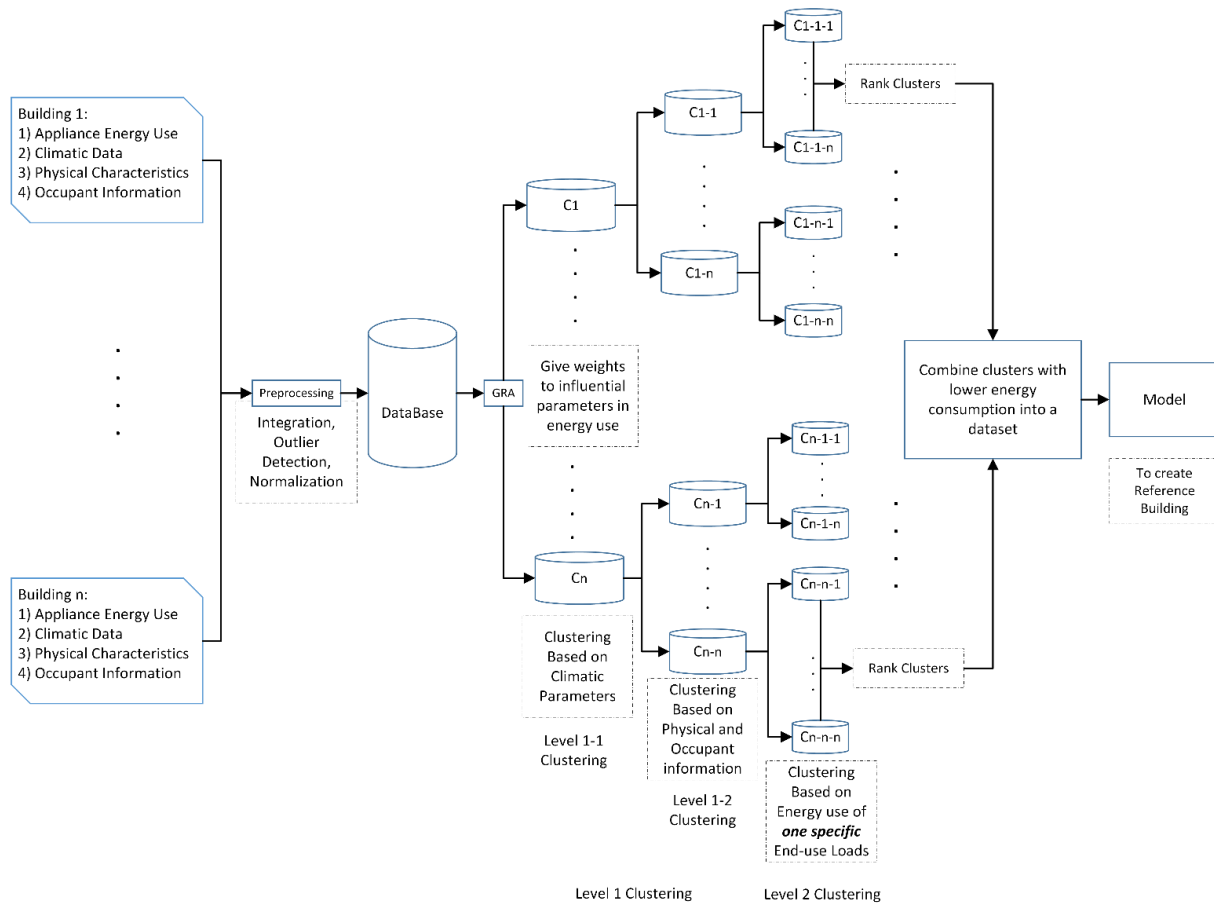 Building 1:
1) Appliance Energy Use
2) Climatic Data
3) Physical Characteristics
4) Occupant Information
Building n:
1) Appliance Energy Use
2) Climatic Data
3) Physical Characteristics
4) Occupant Information
Preprocessing
Integration,
Outlier
Detection,
Normalization
DataBase
GRA
Give weights
to influential
parameters in
energy use
C1
Cn
Clustering
Based on
Climatic
Parameters
Level 1-1
Clustering
C1-1
C1-n
Cn-1
Cn-n
Clustering
Based on
Physical and
Occupant
information
Level 1-2
Clustering
C1-1-1
C1-1-n
C1-n-1
C1-n-n
Cn-1-1
Cn-1-n
Cn-n-1
Cn-n-n
Clustering
Based on
Energy use of
one specific
End-use Loads
Rank Clusters
Rank Clusters
Combine clusters with
lower energy
consumption into a
dataset
Model
To create
Reference
Building
Level 1 Clustering
Level 2 Clustering